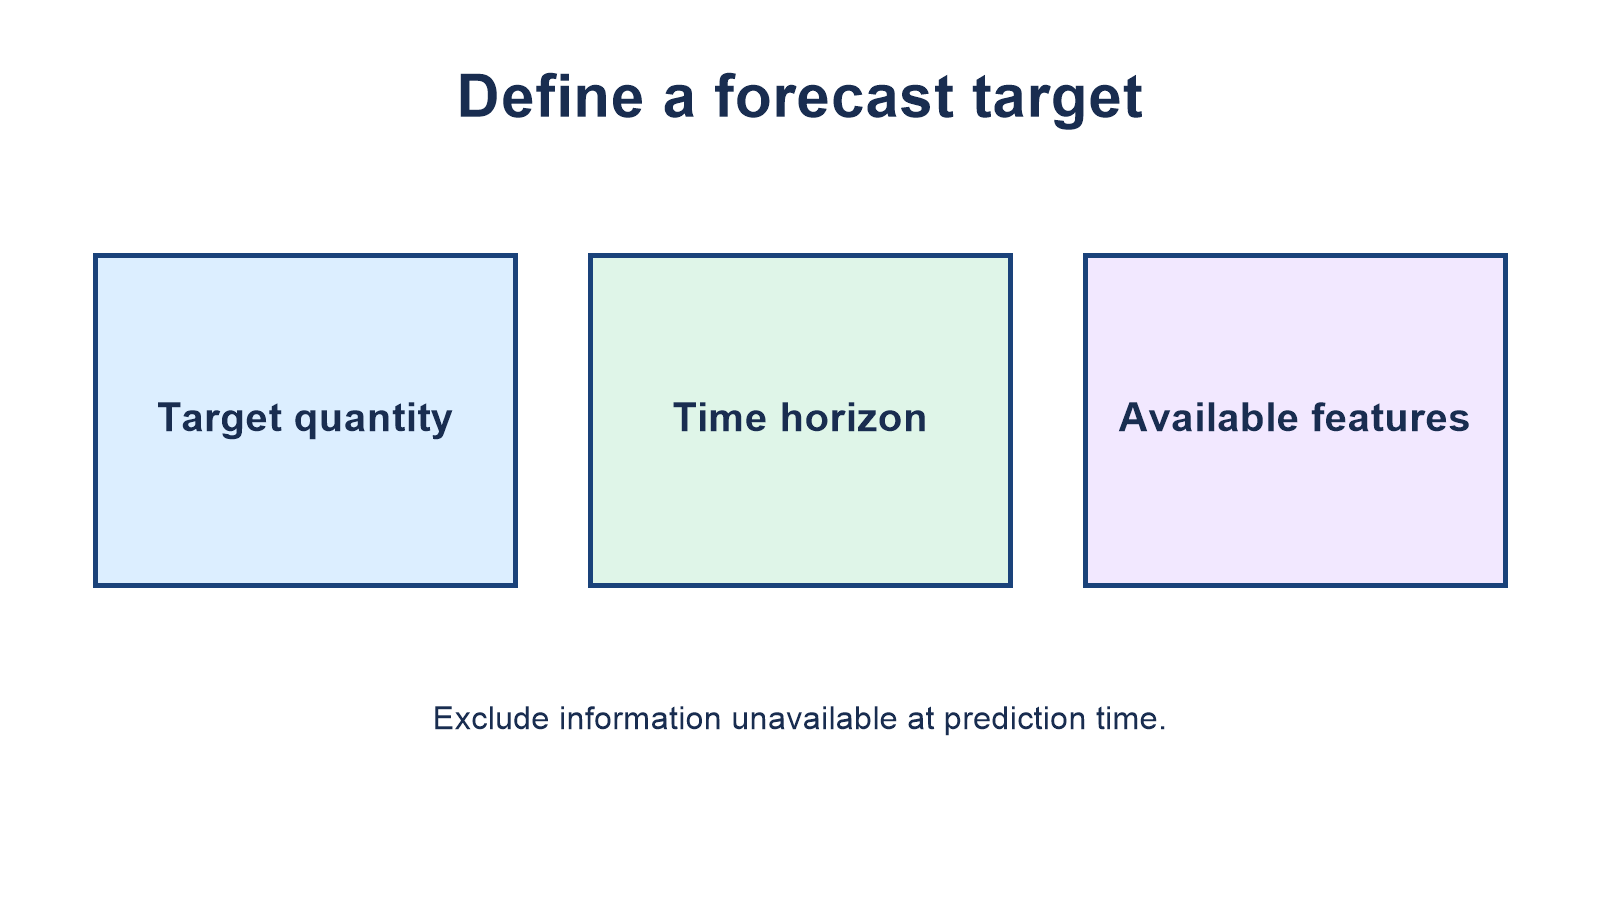 Define a forecast target
Target quantity
Time horizon
Available features
Exclude information unavailable at prediction time.